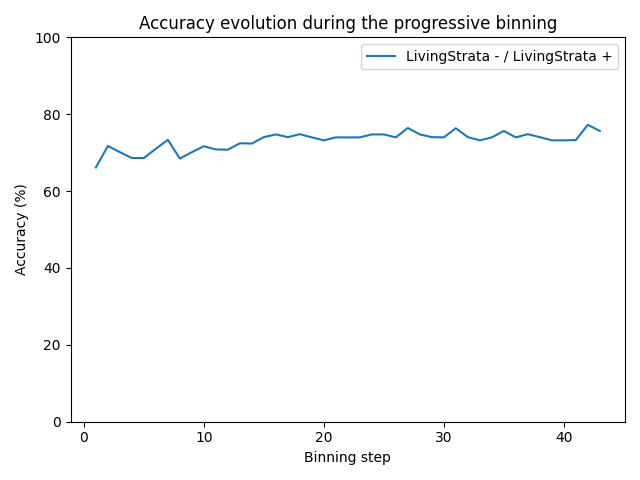 Accuracy evolution during the progressive binning
LivingStrata - / LivingStrata +
100
80
60
40
20
0
Accuracy (%)
0 10 20 30 40
Binning step